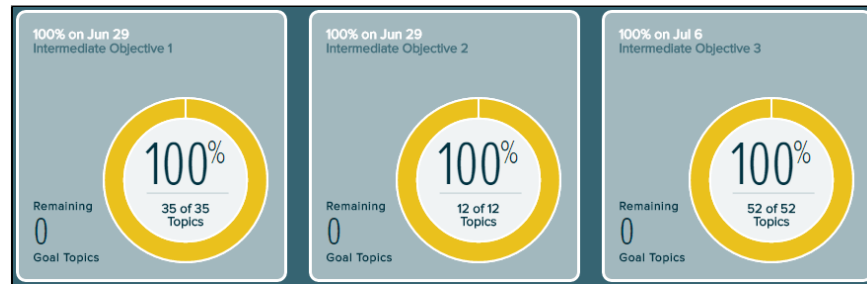 100% on Jun 29
Intermediate Objective 1
100%
35 of 35
Topics
Remaining
0
Goal Topics
100% on Jun 29
Intermediate Objective 2
100%
12 of 12
Topics
Remaining
0
Goal Topics
100% on Jul 6
Intermediate Objective 3
100%
52 of 52
Topics
Remaining
0
Goal Topics